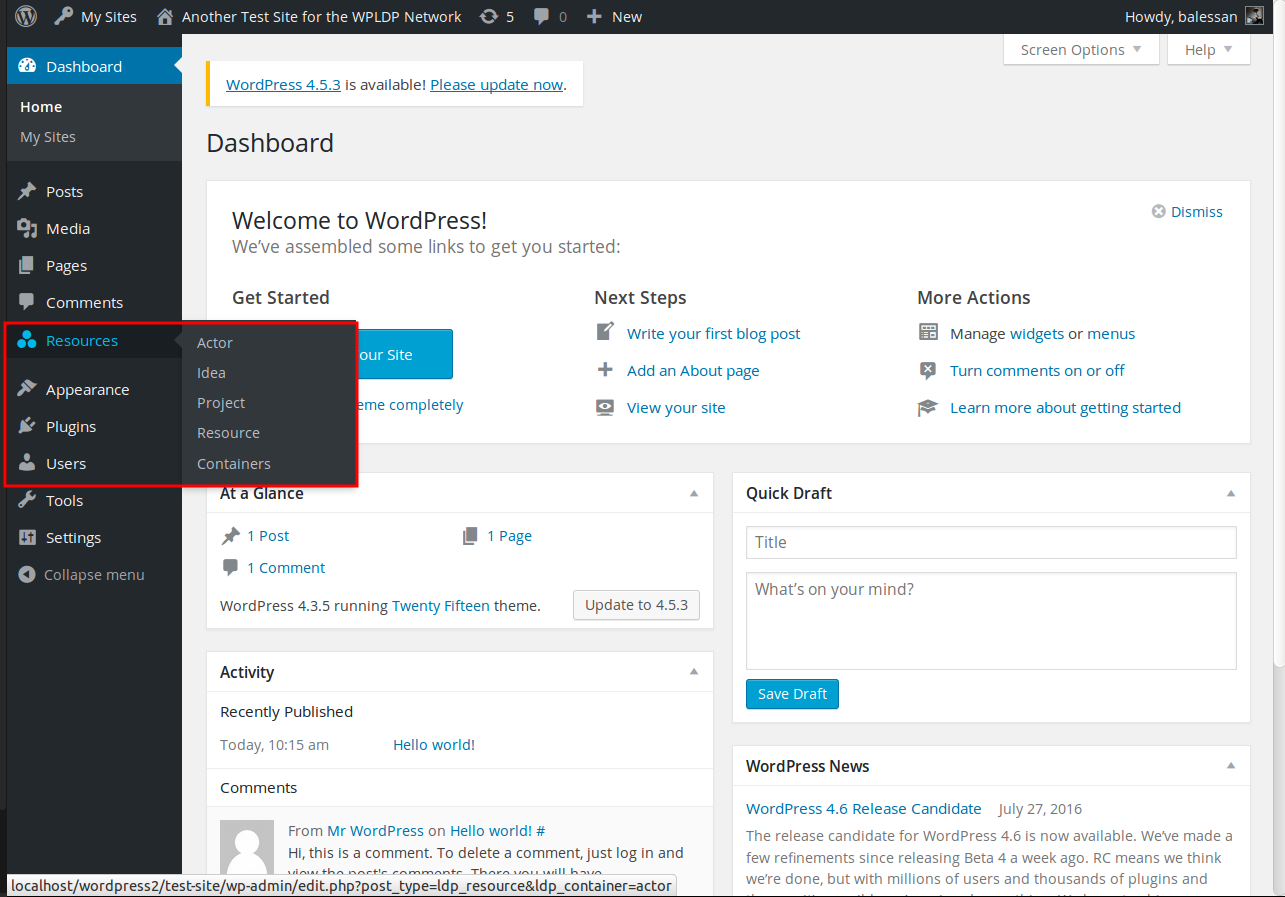 My Sites
Another Test Site for the WPLDP Network
5
0
New
Howdy, balessan
Dashboard
Home
My Sites
Posts
Media
Pages
Comments
Resources
Appearance
Plugins
Users
Tools
Settings
Collapse menu
Actor
Idea
Project
Resource
Containers
Screen Options
Help
WordPress 4.5.3 is available! Please update now.
Dashboard
Welcome to WordPress!
We've assembled some links to get you started:
Dismiss
Get Started
our Site
eme completely
Next Steps
Write your first blog post
Add an About page
View your site
More Actions
Manage widgets or menus
Turn comments on or off
Learn more about getting started
At a Glance
1 Post
1 Page
1 Comment
WordPress 4.3.5 running Twenty Fifteen theme.
Update to 4.5.3
Activity
Recently Published
Today, 10:15 am
Hello world!
Comments
From Mr WordPress on Hello world! #
Hi, this is a comment. To delete a comment, just log in and
view the post's comments. There you will have
Quick Draft
Title
What's on your mind?
Save Draft
WordPress News
WordPress 4.6 Release Candidate July 27, 2016
The release candidate for WordPress 4.6 is now available. We've made a
few refinements since releasing Beta 4 a week ago. RC means we think
we're done, but with millions of users and thousands of plugins and
localhost/wordpress2/test-site/wp-admin/edit.php?post_type=ldp_resource&ldp_container=actor